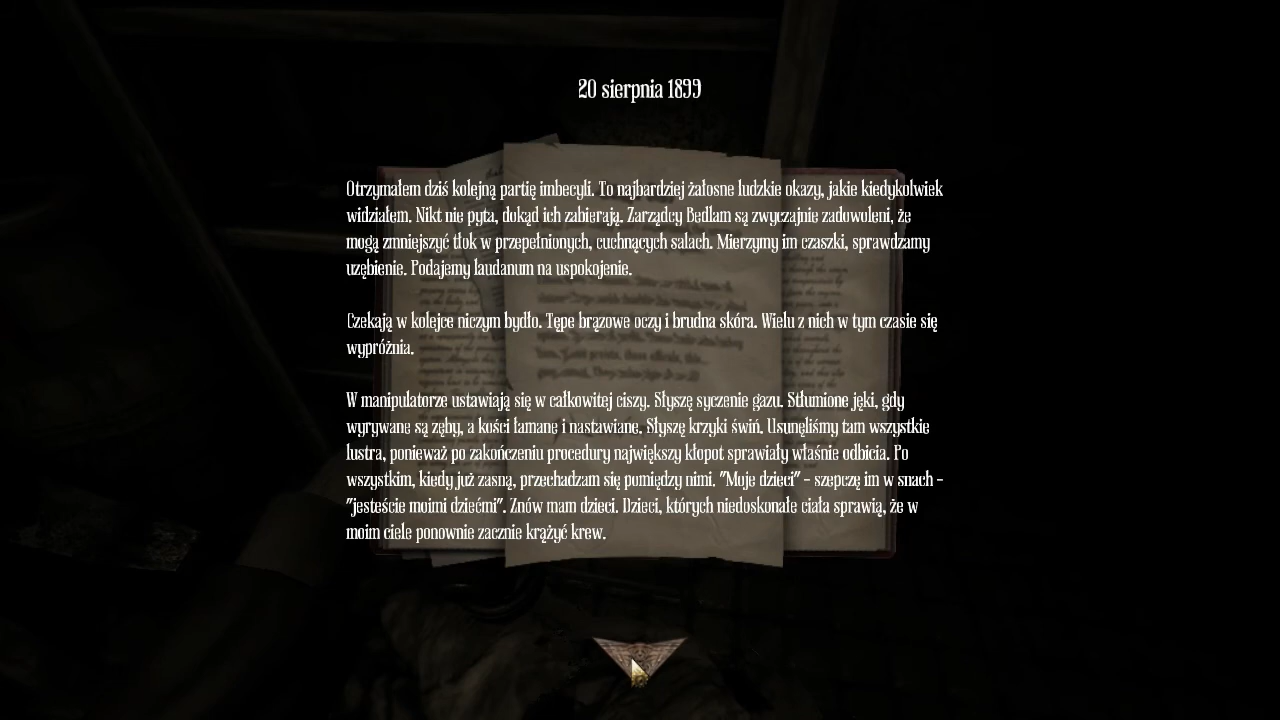 20 sierpnia 1899
Otrzymałem dziś kolejną partię imbecyli. To najbardziej żałosne ludzkie okazy, jakie kiedykolwiek
widziałem. Nikt nie pyta, dokąd ich zabierają. Zarządcy Bedlam są zwyczajnie zadowoleni, że
mogą zmniejszyć tłok w przepełnionych, cuchnących salach. Mierzymy im czaszki, sprawdzamy
uzębienie. Podajemy laudanum na uspokojenie.
Czekają w kolejce niczym bydło. Tępe brązowe oczy i brudna skóra. Wielu z nich w tym czasie się
wypróżnia.
W manipulatorze ustawiają się w całkowitej ciszy. Słyszę syczenie gazu. Stłumione jęki, gdy
wyrywane są zęby, a kości łamane i nastawiane. Słyszę krzyki świń. Usunęliśmy tam wszystkie
lustra, ponieważ po zakończeniu procedury największy kłopot sprawiały właśnie odbicia. Po
wszystkim, kiedy już zasną, przechadzam się pomiędzy nimi. "Moje dzieci" - szepczę im w snach -
"jesteście moimi dziećmi". Znów mam dzieci. Dzieci, których niedoskonałe ciała sprawią, że w
moim ciele ponownie zacznie krążyć krew.